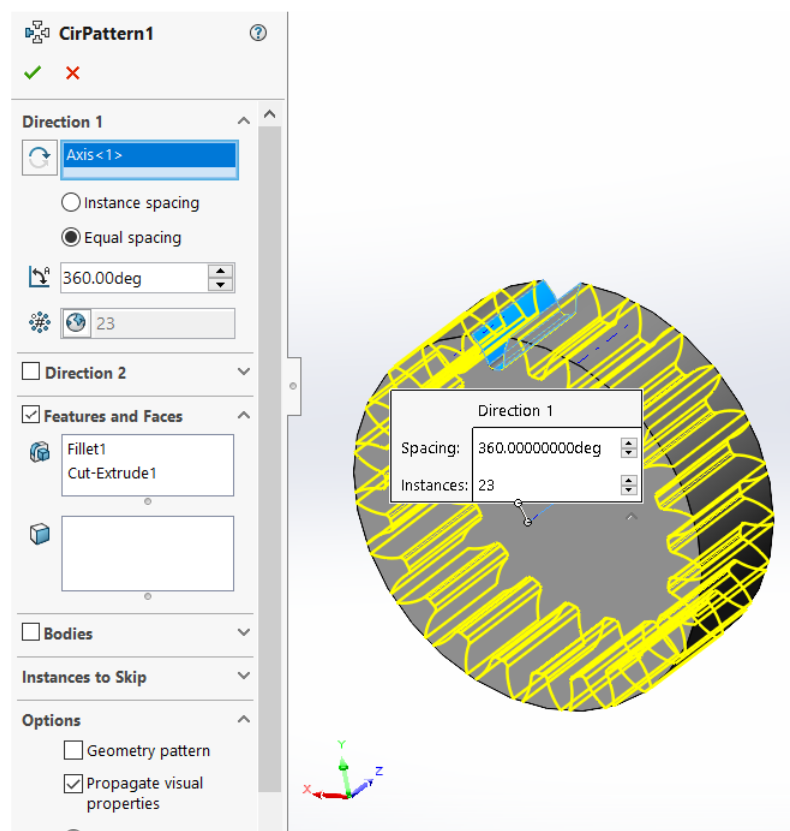 CirPattern1
?
Direction 1
Axis<1>
Instance spacing
Equal spacing
360.00deg
23
Direction 2
Features and Faces
Fillet1
Cut-Extrude1
Bodies
Instances to Skip
Options
Geometry pattern
Propagate visual
properties
Direction 1
Spacing: 360.00000000deg
Instances: 23
Y
Z
X